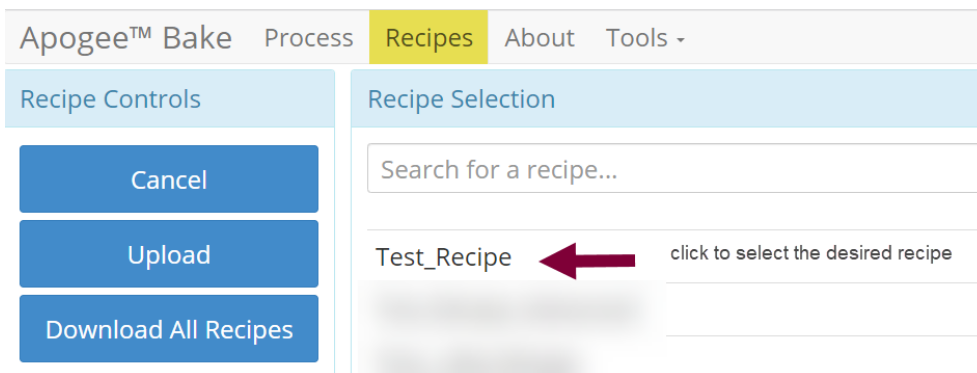 Apogee™ Bake Process Recipes About Tools
Recipe Controls
Recipe Selection
Cancel
Upload
Download All Recipes
Search for a recipe...
Test_Recipe
click to select the desired recipe